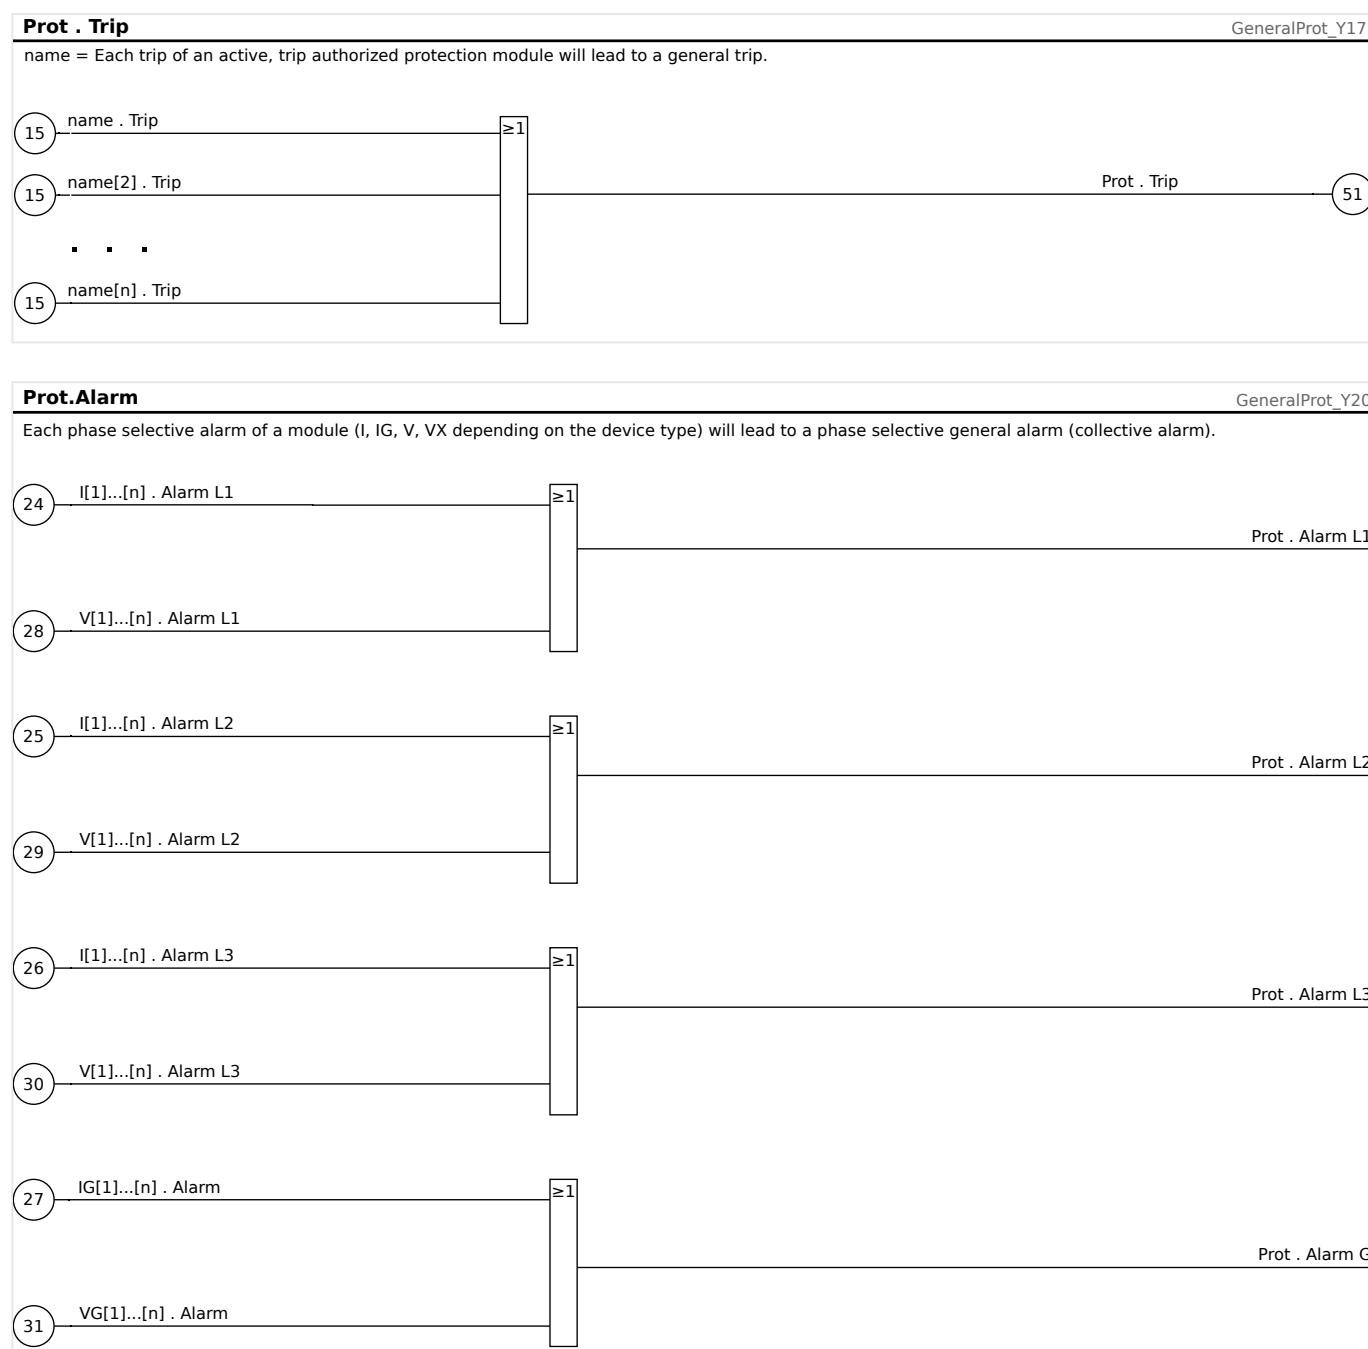 Prot . Trip GeneralProt_Y17
name = Each trip of an active, trip authorized protection module will lead to a general trip.
name . Trip
15
≥1
name[2] . Trip
15
Prot . Trip
51
. . .
name[n] . Trip
15
Prot.Alarm GeneralProt_Y20
Each phase selective alarm of a module (I, IG, V, VX depending on the device type) will lead to a phase selective general alarm (collective alarm).
I[1]...[n] . Alarm L1
24
≥1
Prot . Alarm L1
V[1]...[n] . Alarm L1
28
I[1]...[n] . Alarm L2
25
≥1
Prot . Alarm L2
V[1]...[n] . Alarm L2
29
I[1]...[n] . Alarm L3
26
≥1
Prot . Alarm L3
V[1]...[n] . Alarm L3
30
IG[1]...[n] . Alarm
27
≥1
Prot . Alarm G
VG[1]...[n] . Alarm
31